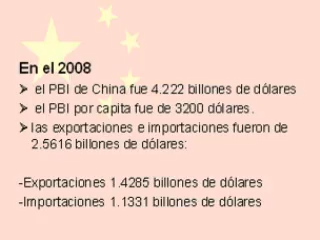 En el 2008
➢ el PBI de China fue 4.222 billones de dólares
➢ el PBI por capita fue de 3200 dólares.
➢ las exportaciones e importaciones fueron de
2.5616 billones de dólares:
-Exportaciones 1.4285 billones de dólares
-Importaciones 1.1331 billones de dólares